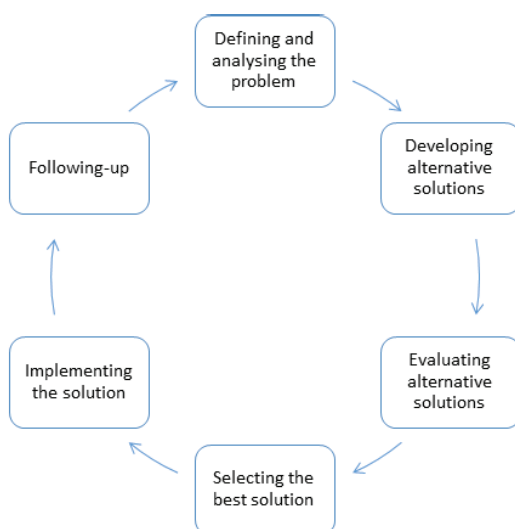 Defining and
analysing the
problem
Developing
alternative
solutions
Evaluating
alternative
solutions
Selecting the
best solution
Implementing
the solution
Following-up